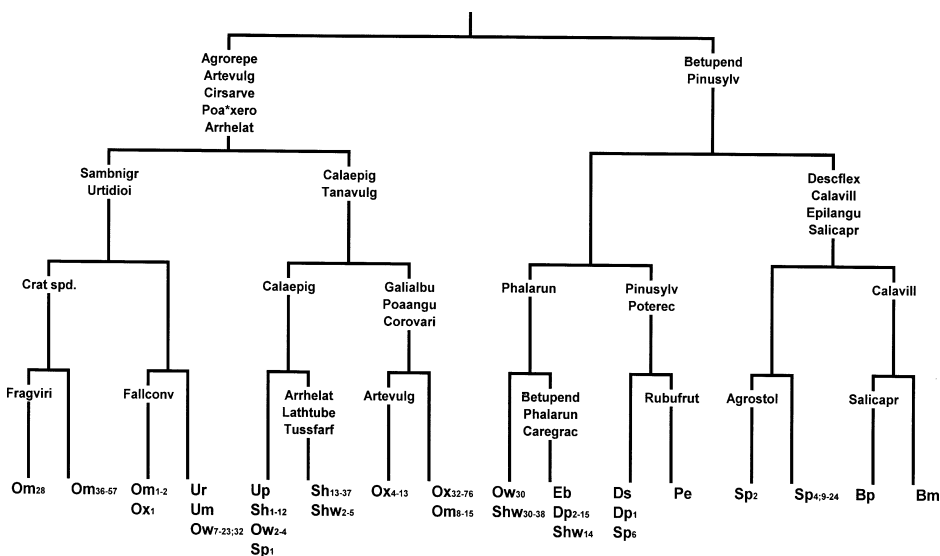 Agrorepe
Artevulg
Cirsarve
Poa*xero
Arrhelat
Betupend
Pinusylv
Sambnigr
Urtidioi
Calaepig
Tanavulg
Descflex
Calavill
Epilangu
Salicapr
Crat spd.
Calaepig
Galialbu
Poaangu
Corovari
Phalarun
Pinusylv
Poterec
Calavill
Fragviri
Fallconv
Arrhelat
Lathtube
Tussfarf
Artevulg
Betupend
Phalarun
Caregrac
Rubufrut
Agrostol
Salicapr
Om28
Om36-57
Om1-2
Ox1
Ur
Um
Ow7-23;32
Up
Sh1-12
Ow2-4
Sp1
Sh13-37
Shw2-5
Ox4-13
Ox32-76
Om8-15
Ow30
Shw30-38
Eb
Dp2-15
Shw14
Ds
Dp1
Sp6
Pe
Sp2
Sp4;9-24
Bp
Bm